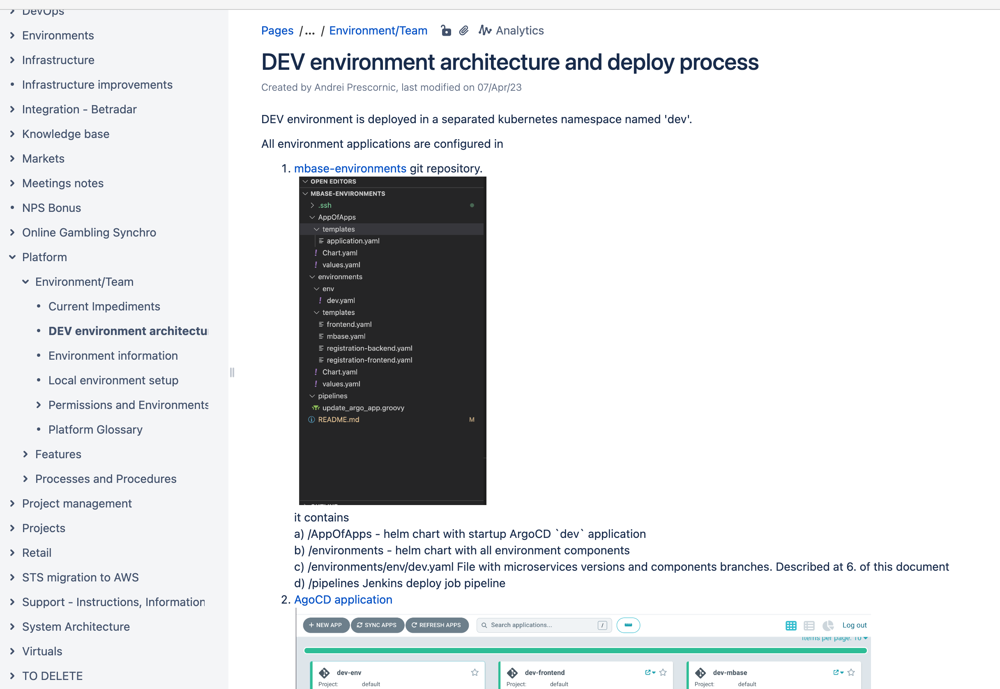 DevOps
Environments
Infrastructure
Infrastructure improvements
Integration - Betradar
Knowledge base
Markets
Meetings notes
NPS Bonus
Online Gambling Synchro
Platform
Environment/Team
Current Impediments
DEV environment architectu
Environment information
Local environment setup
Permissions and Environments
Platform Glossary
Features
Processes and Procedures
Project management
Projects
Retail
STS migration to AWS
Support - Instructions, Information
System Architecture
Virtuals
TO DELETE
Pages /... / Environment/Team Analytics
DEV environment architecture and deploy process
Created by Andrei Prescornic, last modified on 07/Apr/23
DEV environment is deployed in a separated kubernetes namespace named 'dev'.
All environment applications are configured in
1. mbase-environments git repository.
OPEN EDITORS
MBASE-ENVIRONMENTS
.ssh
AppOfApps
templates
application.yaml
! Chart.yaml
! values.yaml
environments
env
! dev.yaml
templates
frontend.yaml
mbase.yaml
registration-backend.yaml
registration-frontend.yaml
! Chart.yaml
! values.yaml
pipelines
update_argo_app.groovy
README.md M
OUTLINE
it contains
a) /AppOfApps - helm chart with startup ArgoCD `dev` application
b) /environments - helm chart with all environment components
c) /environments/env/dev.yaml File with microservices versions and components branches. Described at 6. of this document
d) /pipelines Jenkins deploy job pipeline
2. AgoCD application
+ NEW APP SYNC APPS REFRESH APPS Search applications... / Log out
Items per page: 10
dev-env dev-frontend dev-mbase
Project: default Project: default Project: default